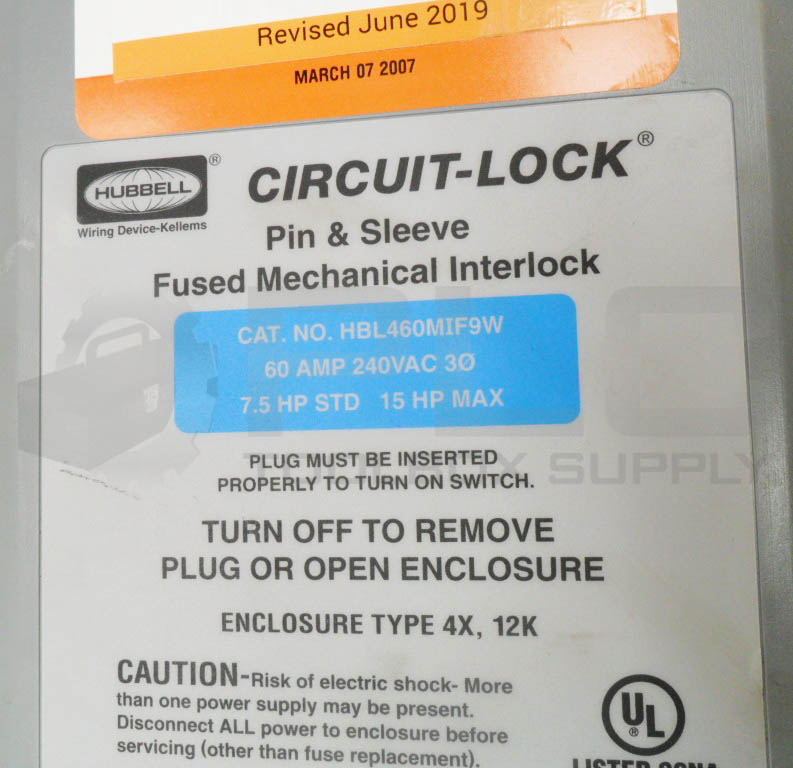 Revised June 2019
MARCH 07 2007
HUBBELL®
Wiring Device-Kellems
CIRCUIT-LOCK®
Pin & Sleeve
Fused Mechanical Interlock
CAT. NO. HBL460MIF9W
60 AMP 240VAC 3Ø
7.5 HP STD 15 HP MAX
PLC
TOOLBOX SUPPLY
PLUG MUST BE INSERTED
PROPERLY TO TURN ON SWITCH.
TURN OFF TO REMOVE
PLUG OR OPEN ENCLOSURE
ENCLOSURE TYPE 4X, 12K
CAUTION-Risk of electric shock- More
than one power supply may be present.
Disconnect ALL power to enclosure before
servicing (other than fuse replacement).
UL®
LISTED